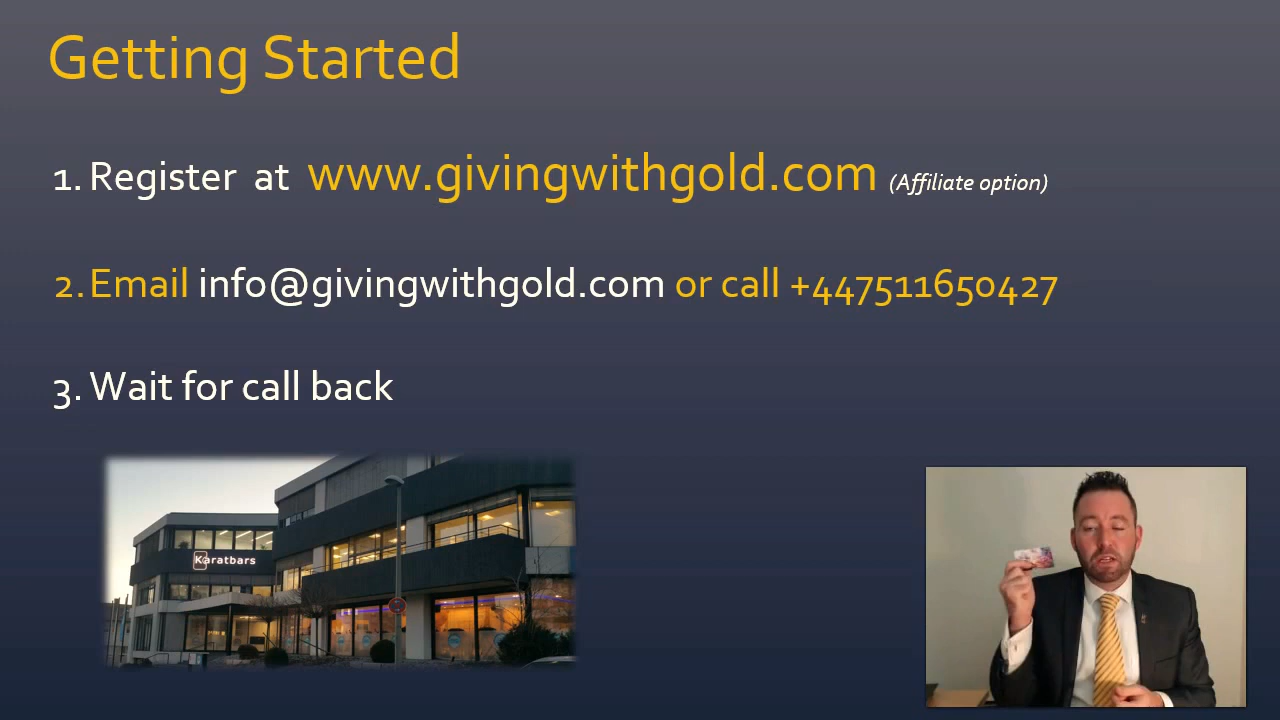 Getting Started
1. Register at www.givingwithgold.com (Affiliate option)
2. Email info@givingwithgold.com or call +447511650427
3. Wait for call back
Karatbars